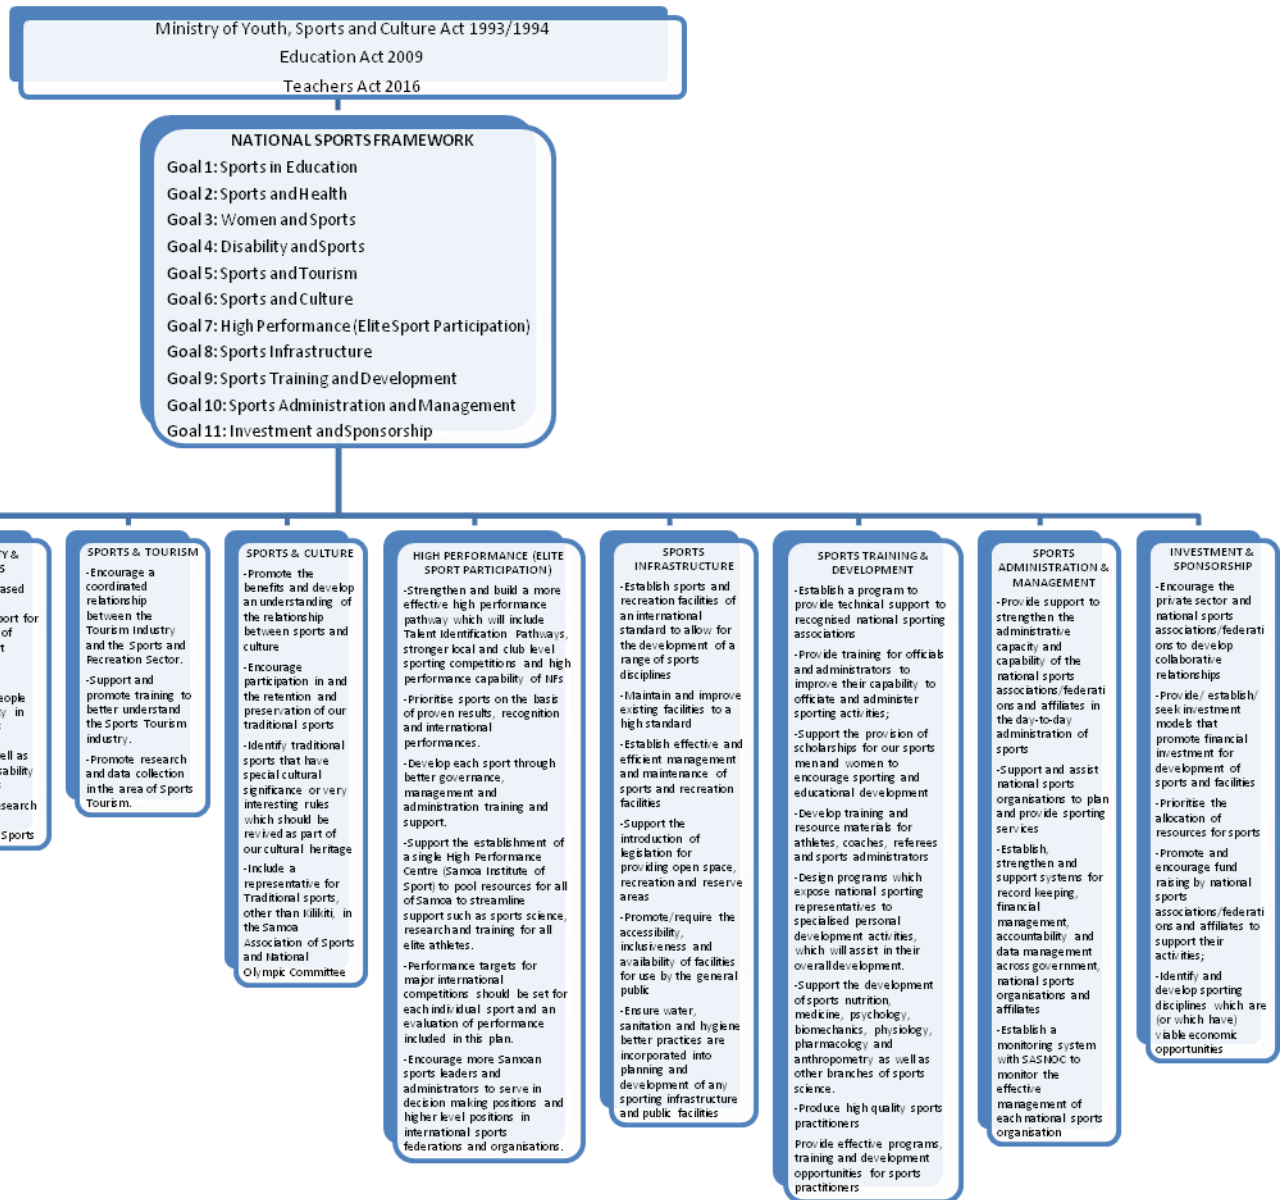 Ministry of Youth, Sports and Culture Act 1993/1994
Education Act 2009
Teachers Act 2016
NATIONAL SPORTS FRAMEWORK
Goal 1: Sports in Education
Goal 2: Sports and Health
Goal 3: Women and Sports
Goal 4: Disability and Sports
Goal 5: Sports and Tourism
Goal 6: Sports and Culture
Goal 7: High Performance (Elite Sport Participation)
Goal 8: Sports Infrastructure
Goal 9: Sports Training and Development
Goal 10: Sports Administration and Management
Goal 11: Investment and Sponsorship
TY &
S
ased
port for
of
rt
eople
ty in
s
ell as
sability
s
esearch
Sports
SPORTS & TOURISM
-Encourage a
coordinated
relationship
between the
Tourism Industry
and the Sports and
Recreation Sector.
-Support and
promote training to
better understand
the Sports Tourism
industry.
-Promote research
and data collection
in the area of Sports
Tourism.
SPORTS & CULTURE
-Promote the
benefits and develop
an understanding of
the relationship
between sports and
culture
-Encourage
participation in and
the retention and
preservation of our
traditional sports
-Identify traditional
sports that have
special cultural
significance or very
interesting rules
which should be
revived as part of
our cultural heritage
-Include a
representative for
Traditional sports,
other than Kilikiti, in
the Samoa
Association of Sports
and National
Olympic Committee
HIGH PERFORMANCE (ELITE
SPORT PARTICIPATION)
-Strengthen and build a more
effective high performance
pathway which will include
Talent Identification Pathways,
stronger local and club level
sporting competitions and high
performance capability of NFs
-Prioritise sports on the basis
of proven results, recognition
and international
performances.
-Develop each sport through
better governance,
management and
administration training and
support.
-Support the establishment of
a single High Performance
Centre (Samoa Institute of
Sport) to pool resources for all
of Samoa to streamline
support such as sports science,
research and training for all
elite athletes.
-Performance targets for
major international
competitions should be set for
each individual sport and an
evaluation of performance
included in this plan.
-Encourage more Samoan
sports leaders and
administrators to serve in
decision making positions and
higher level positions in
international sports
federations and organisations.
SPORTS
INFRASTRUCTURE
-Establish sports and
recreation facilities of
an international
standard to allow for
the development of a
range of sports
disciplines
-Maintain and improve
existing facilities to a
high standard
-Establish effective and
efficient management
and maintenance of
sports and recreation
facilities
-Support the
introduction of
legislation for
providing open space,
recreation and reserve
areas
-Promote/require the
accessibility,
inclusiveness and
availability of facilities
for use by the general
public
-Ensure water,
sanitation and hygiene
better practices are
incorporated into
planning and
development of any
sporting infrastructure
and public facilities
SPORTS TRAINING &
DEVELOPMENT
-Establish a program to
provide technical support to
recognised national sporting
associations
-Provide training for officials
and administrators to
improve their capability to
officiate and administer
sporting activities;
-Support the provision of
scholarships for our sports
men and women to
encourage sporting and
educational development
-Develop training and
resource materials for
athletes, coaches, referees
and sports administrators
-Design programs which
expose national sporting
representatives to
specialised personal
development activities,
which will assist in their
overall development.
-Support the development
of sports nutrition,
medicine, psychology,
biomechanics, physiology,
pharmacology and
anthropometry as well as
other branches of sports
science.
-Produce high quality sports
practitioners
Provide effective programs,
training and development
opportunities for sports
practitioners
SPORTS
ADMINISTRATION &
MANAGEMENT
-Provide support to
strengthen the
administrative
capacity and
capability of the
national sports
associations/federati
ons and affiliates in
the day-to-day
administration of
sports
-Support and assist
national sports
organisations to plan
and provide sporting
services
-Establish,
strengthen and
support systems for
record keeping,
financial
management,
accountability and
data management
across government,
national sports
organisations and
affiliates
-Establish a
monitoring system
with SASNOC to
monitor the
effective
management of
each national sports
organisation
INVESTMENT &
SPONSORSHIP
-Encourage the
private sector and
national sports
associations/federati
ons to develop
collaborative
relationships
-Provide/ establish/
seek investment
models that
promote financial
investment for
development of
sports and facilities
-Prioritise the
allocation of
resources for sports
-Promote and
encourage fund
raising by national
sports
associations/federati
ons and affiliates to
support their
activities;
-Identify and
develop sporting
disciplines which are
(or which have)
viable economic
opportunities